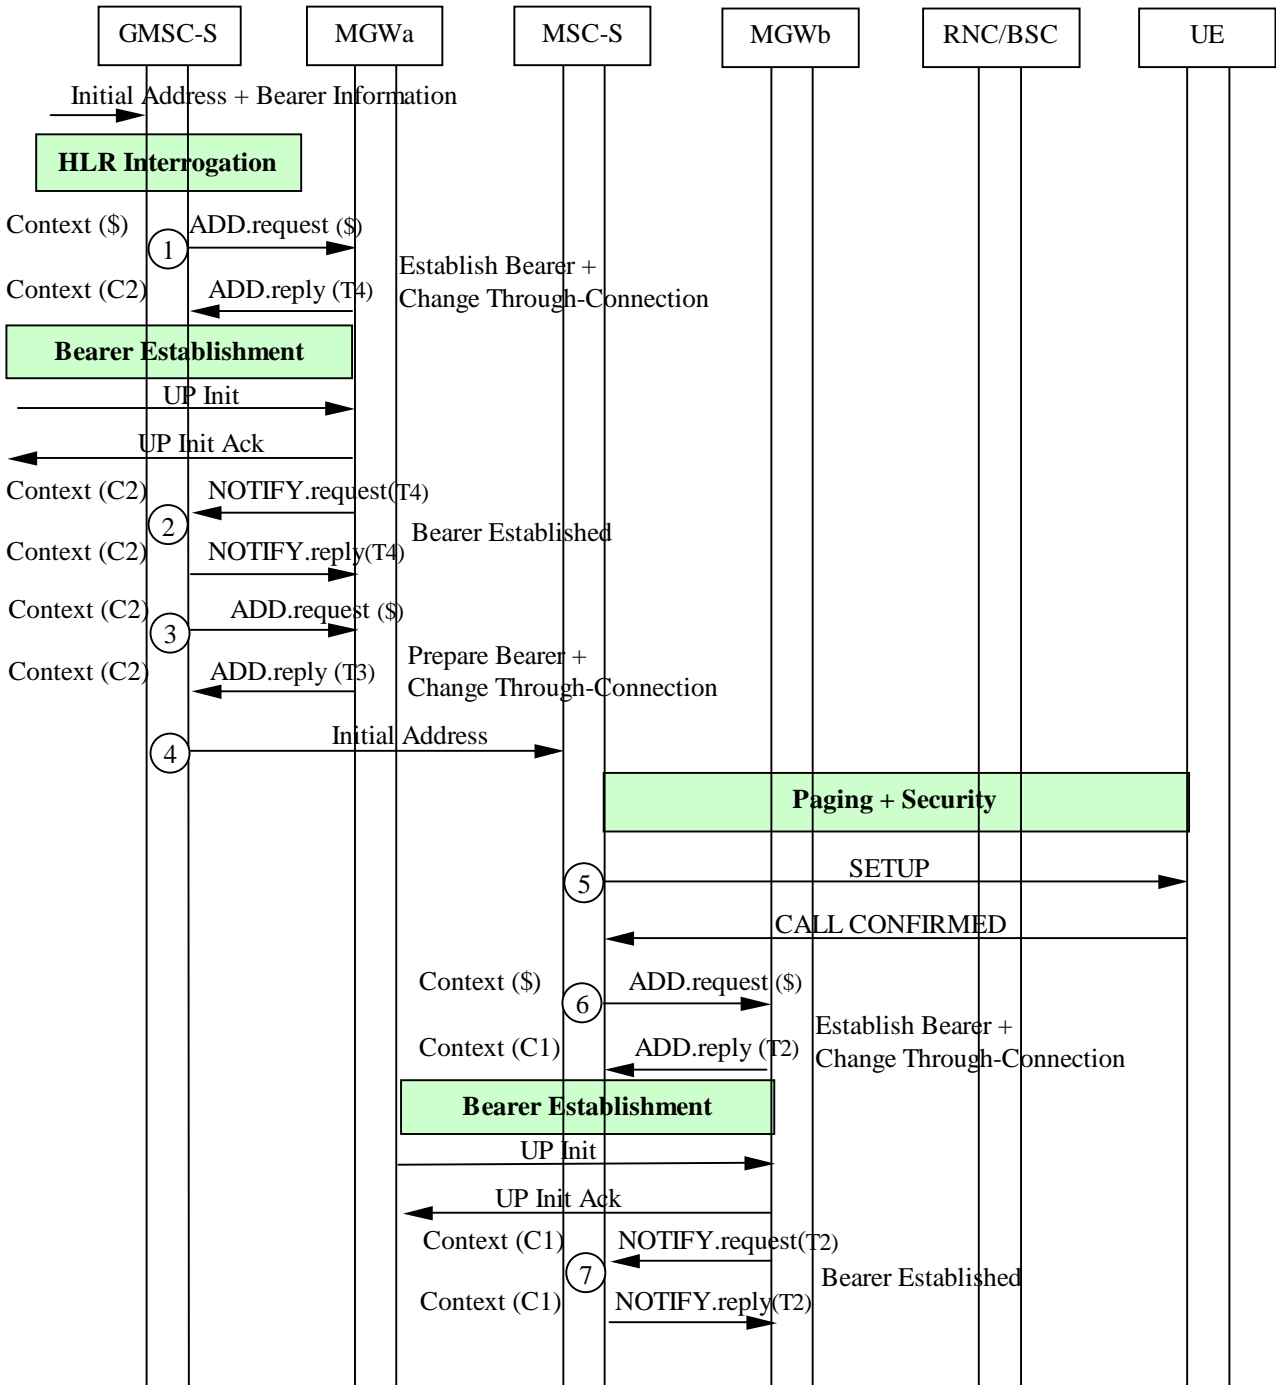 GMSC-S MGWa MSC-S MGWb RNC/BSC UE
Initial Address + Bearer Information
HLR Interrogation
Context ($) ADD.request ($)
1
Establish Bearer +
Context (C2) ADD.reply (T4)
Change Through-Connection
Bearer Establishment
UP Init
UP Init Ack
Context (C2) NOTIFY.request(T4)
2
Bearer Established
Context (C2) NOTIFY.reply(T4)
Context (C2) ADD.request ($)
3
Prepare Bearer +
Context (C2) ADD.reply (T3)
Change Through-Connection
Initial Address
4
Paging + Security
SETUP
5
CALL CONFIRMED
Context ($) ADD.request ($)
6
Establish Bearer +
Context (C1) ADD.reply (T2)
Change Through-Connection
Bearer Establishment
UP Init
UP Init Ack
Context (C1) NOTIFY.request(T2)
7
Bearer Established
Context (C1) NOTIFY.reply(T2)